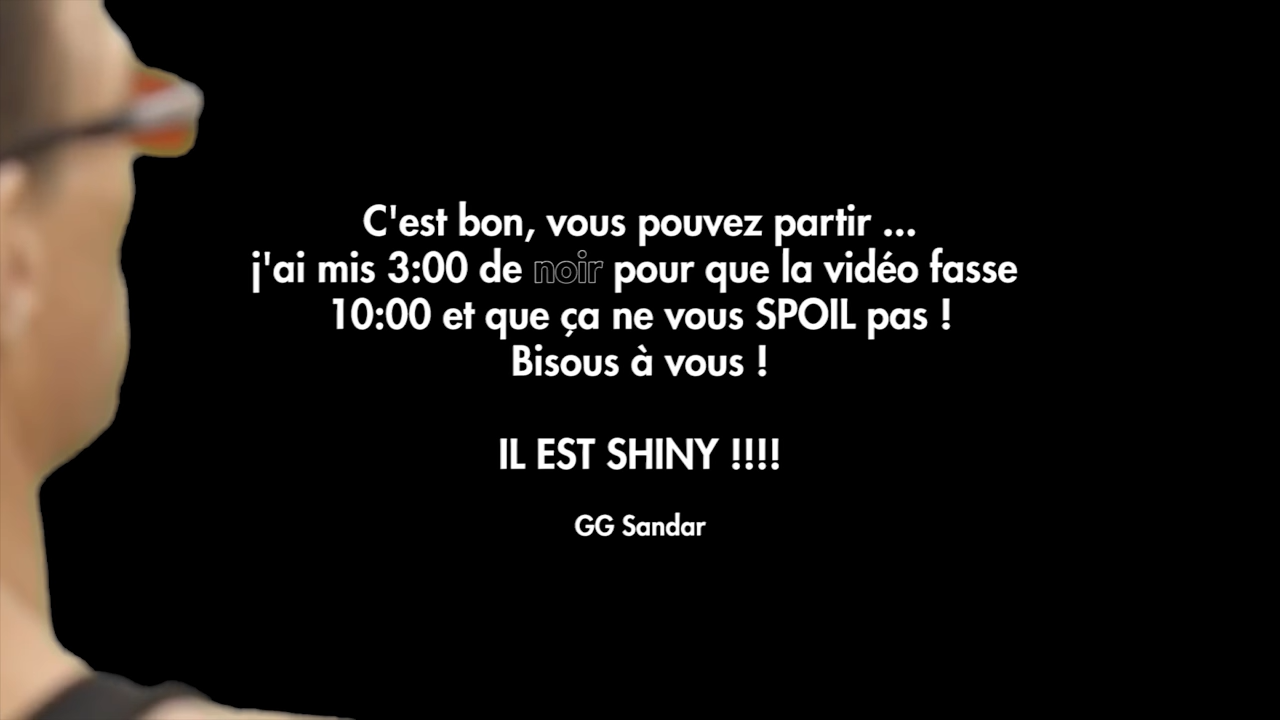 C'est bon, vous pouvez partir ...
j'ai mis 3:00 de noir pour que la vidéo fasse
10:00 et que ça ne vous SPOIL pas !
Bisous à vous !
IL EST SHINY !!!!
GG Sandar